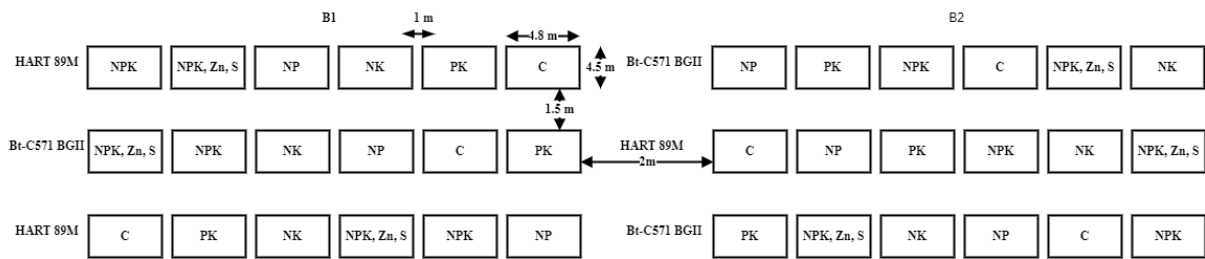 B1 1 m B2
4.8 m
HART 89M NPK NPK, Zn, S NP NK PK C 4.5 m Bt-C571 BGII NP PK NPK C NPK, Zn, S NK
1.5 m
Bt-C571 BGII NPK, Zn, S NPK NK NP C PK HART 89M C NP PK NPK NK NPK, Zn, S
2m
HART 89M C PK NK NPK, Zn, S NPK NP Bt-C571 BGII PK NPK, Zn, S NK NP C NPK